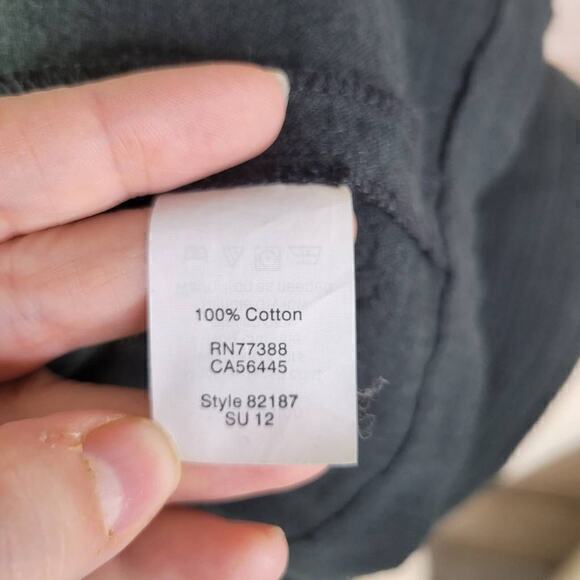 100% Cotton
RN77388
CA56445
Style 82187
SU 12